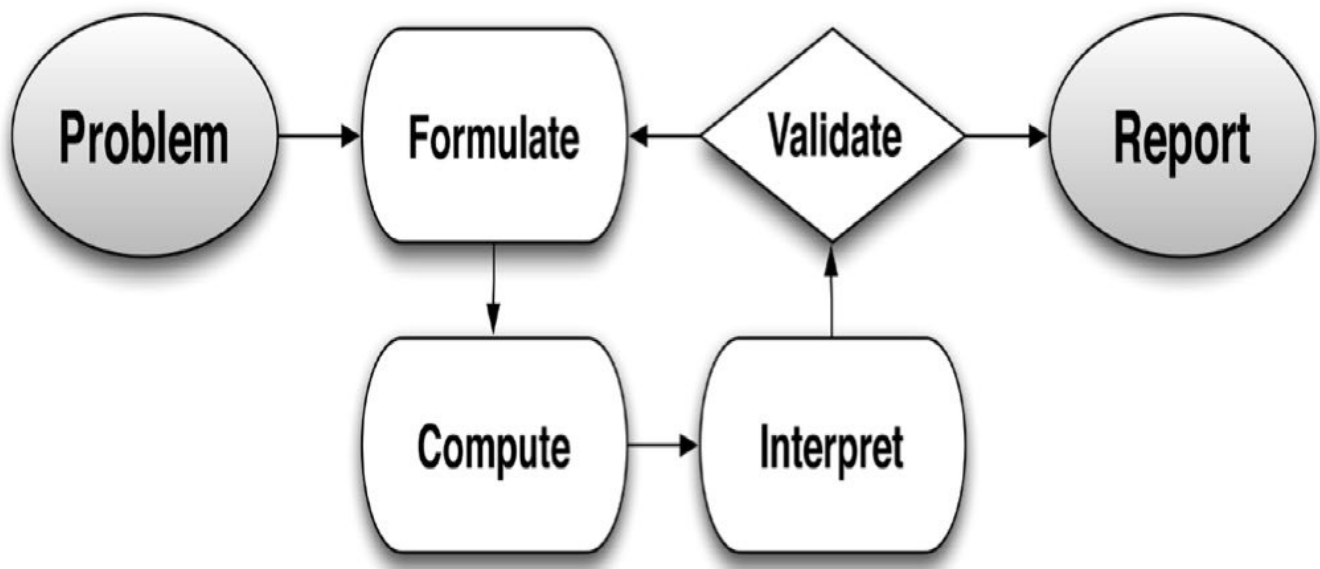 Problem
Formulate
Validate
Report
Compute
Interpret